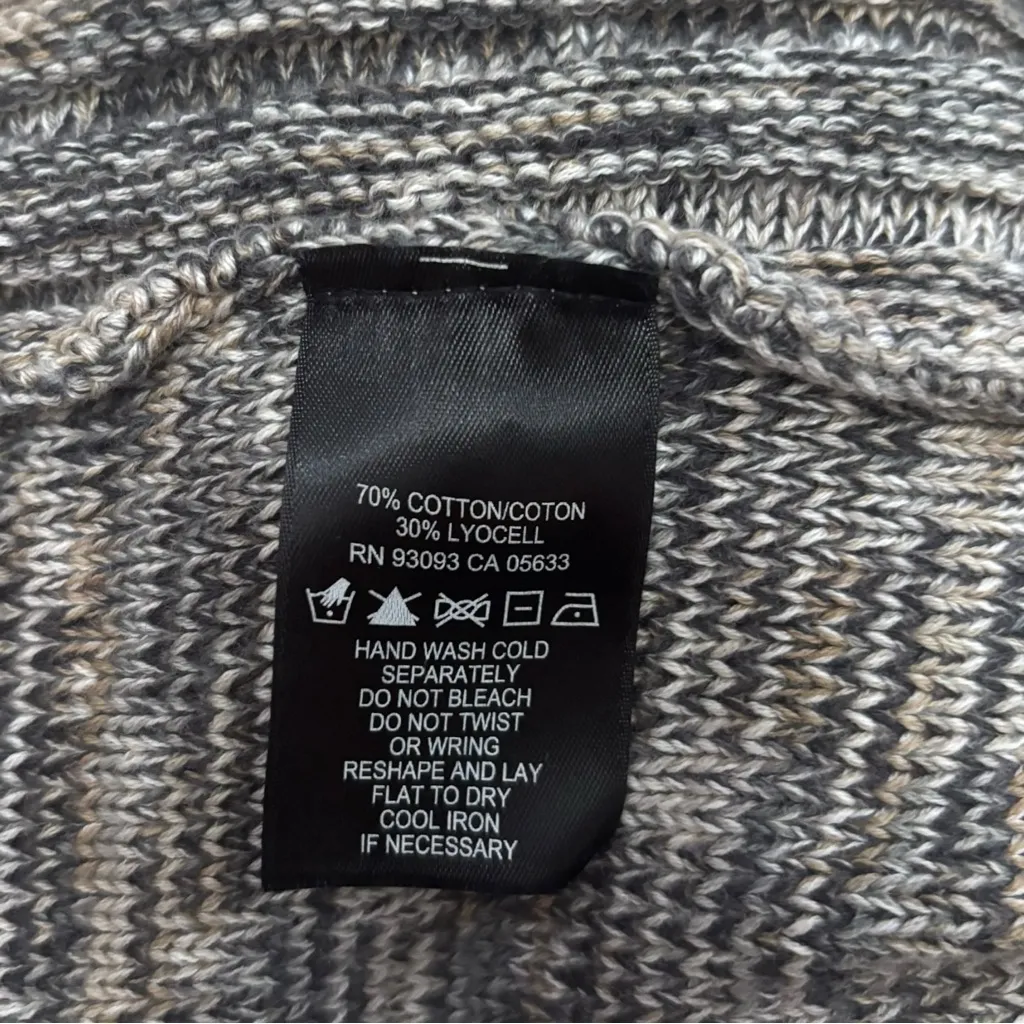 70% COTTON/COTON
30% LYOCELL
RN 93093 CA 05633
HAND WASH COLD
SEPARATELY
DO NOT BLEACH
DO NOT TWIST
OR WRING
RESHAPE AND LAY
FLAT TO DRY
COOL IRON
IF NECESSARY